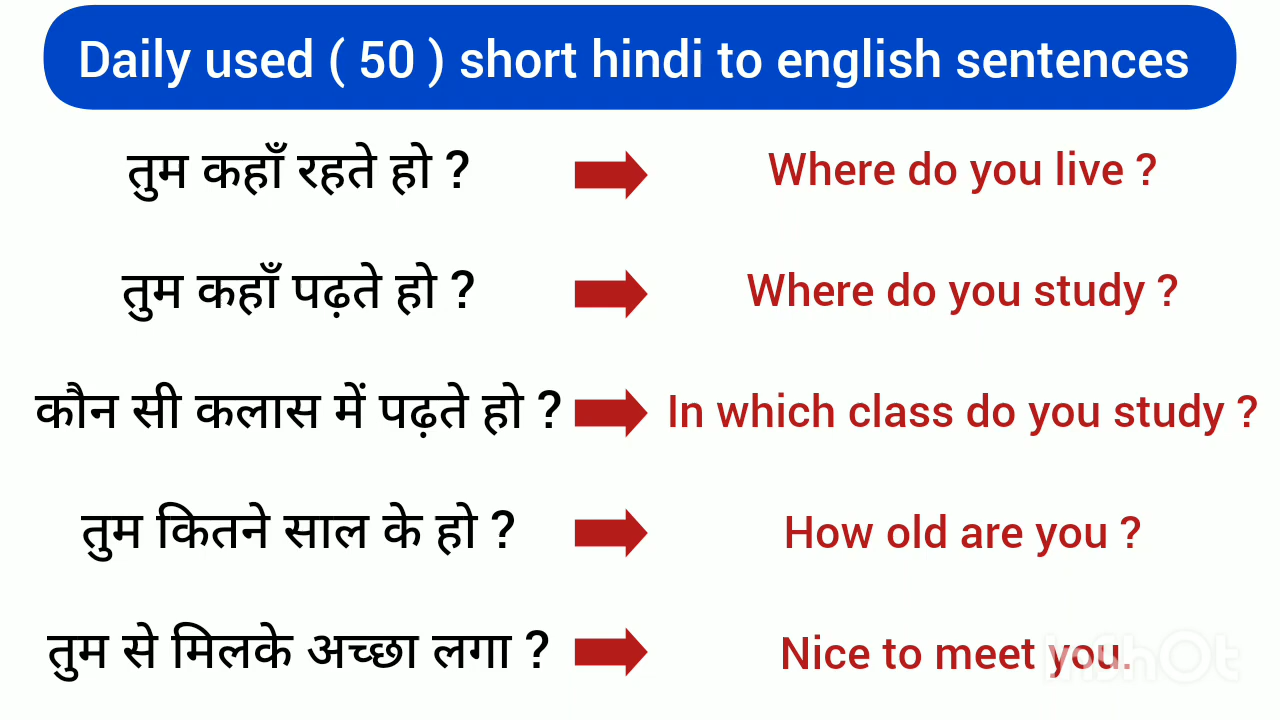 Daily used ( 50 ) short hindi to english sentences
तुम कहाँ रहते हो ? Where do you live ?
तुम कहाँ पढ़ते हो ? Where do you study ?
कौन सी कलास में पढ़ते हो ? In which class do you study ?
तुम कितने साल के हो ? How old are you ?
तुम से मिलके अच्छा लगा ? Nice to meet you.
InShOt